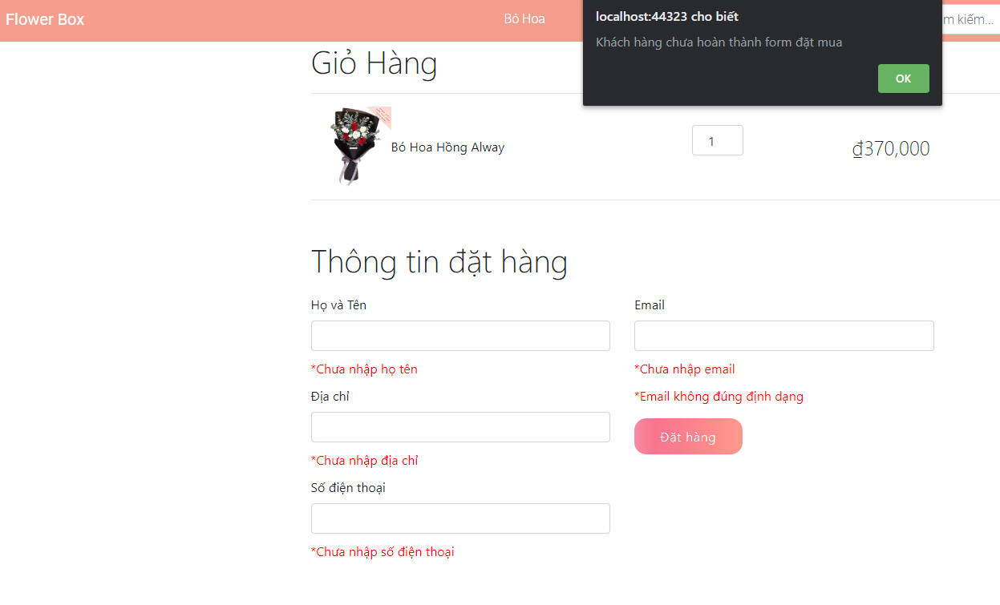 Flower Box
Bó Hoa
m kiếm...
localhost:44323 cho biết
Khách hàng chưa hoàn thành form đặt mua
OK
Giỏ Hàng
Bó Hoa Hồng Alway
1
₫370,000
Thông tin đặt hàng
Họ và Tên
*Chưa nhập họ tên
Địa chỉ
*Chưa nhập địa chỉ
Số điện thoại
*Chưa nhập số điện thoại
Email
*Chưa nhập email
*Email không đúng định dạng
Đặt hàng